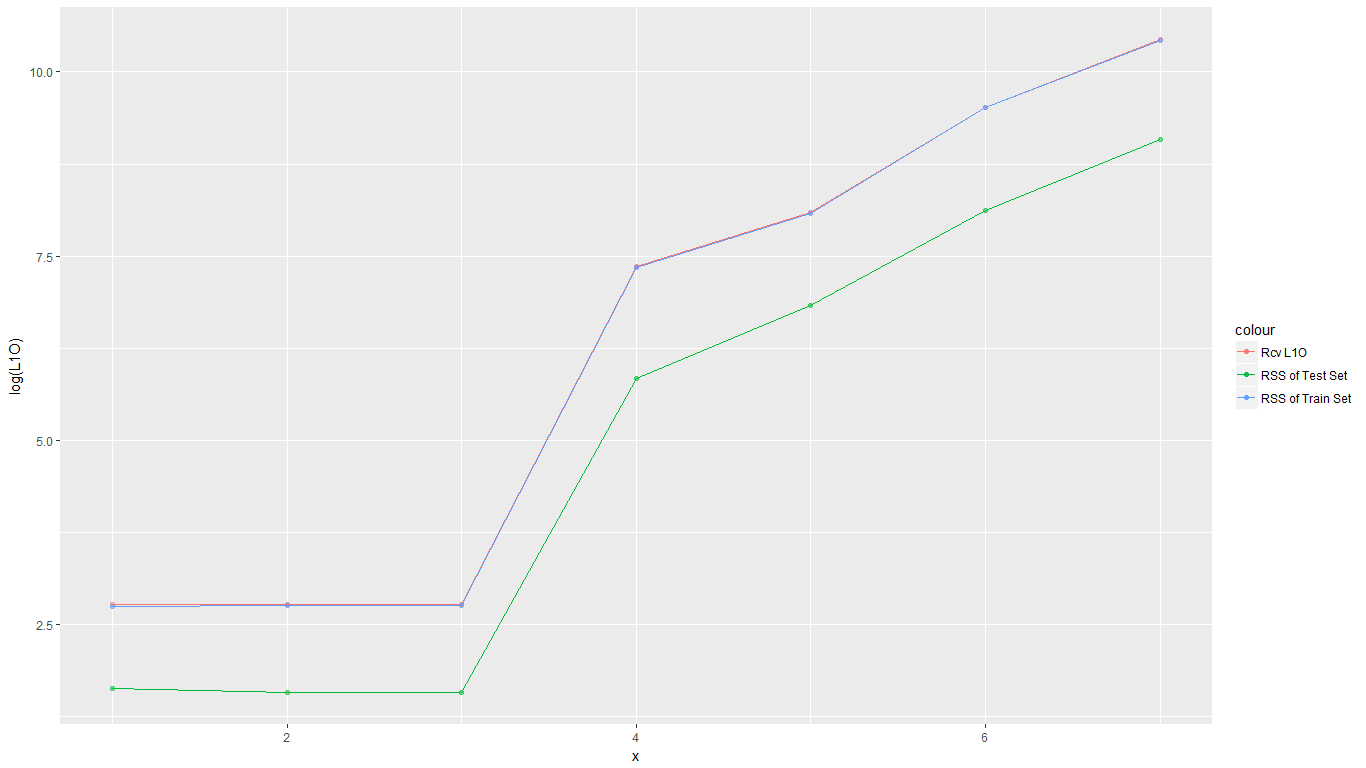 10.0
7.5
5.0
2.5
log(L1O)
2
4
6
x
colour
Rcv L1O
RSS of Test Set
RSS of Train Set